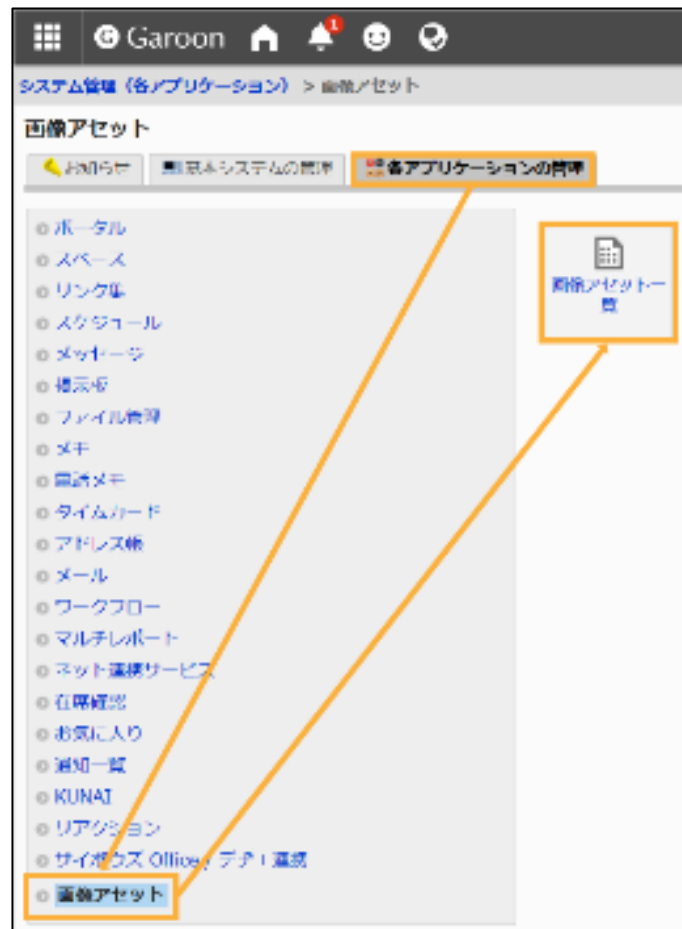 Garoon 1
システム管理（各アプリケーション） > 画像アセット
画像アセット
お知らせ 基本システムの管理 各アプリケーションの管理
ポータル
スペース
リンク集
スケジュール
メッセージ
掲示板
ファイル管理
メモ
電話メモ
タイムカード
アドレス帳
メール
ワークフロー
マルチレポート
ネット連携サービス
在席確認
お気に入り
通知一覧
KUNAI
リアクション
サイボウズ Office / デヂエ連携
画像アセット
画像アセット一
覧